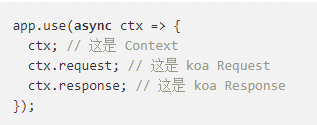 app.use(async ctx => {
  ctx; // 这是 Context
  ctx.request; // 这是 koa Request
  ctx.response; // 这是 koa Response
});